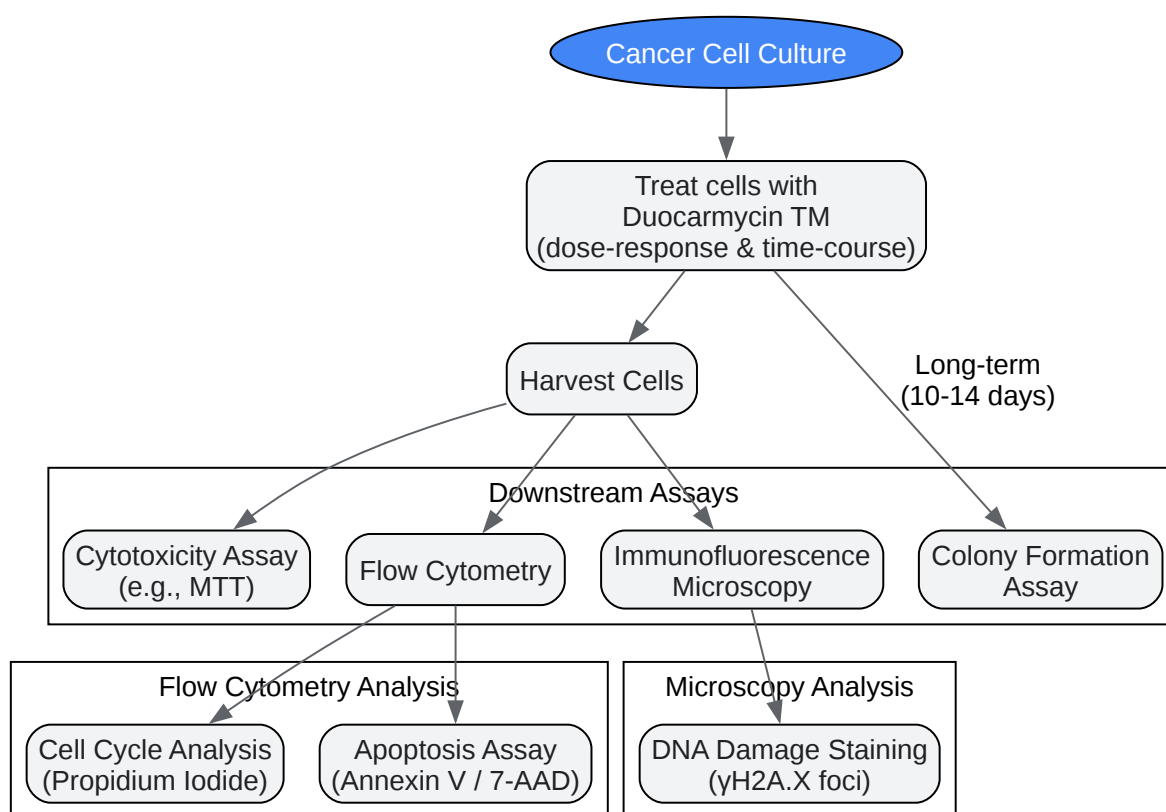 Cancer Cell Culture
Treat cells with
Duocarmycin TM
(dose-response & time-course)
Harvest Cells
Long-term
(10-14 days)
Downstream Assays
Cytotoxicity Assay
(e.g., MTT)
Flow Cytometry
Immunofluorescence
Microscopy
Colony Formation
Assay
Flow Cytometry Analysis
Cell Cycle Analysis
(Propidium Iodide)
Apoptosis Assay
(Annexin V / 7-AAD)
Microscopy Analysis
DNA Damage Staining
(γH2A.X foci)